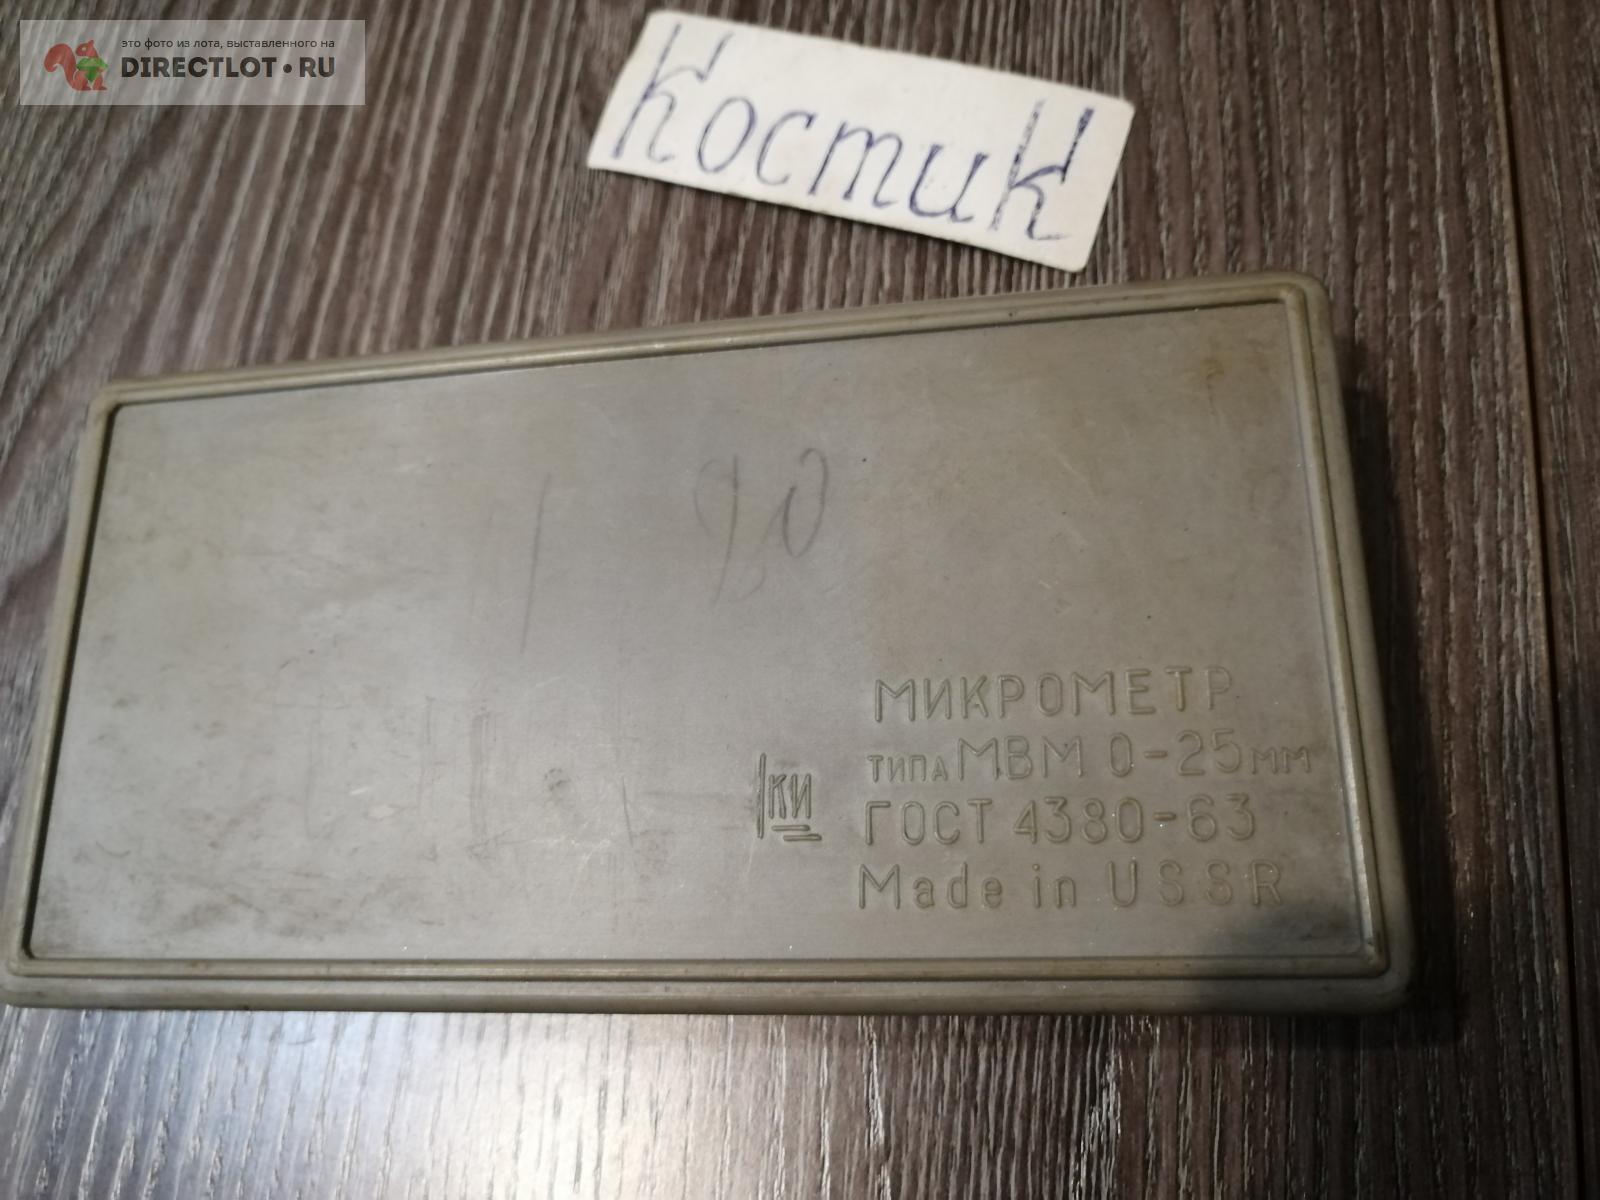 это фото из лота, выставленного на
DIRECTLOT•RU
Костик
МИКРОМЕТР
ТИПА МВМ 0-25мм
КИ
ГОСТ 4380-63
Made in USSR